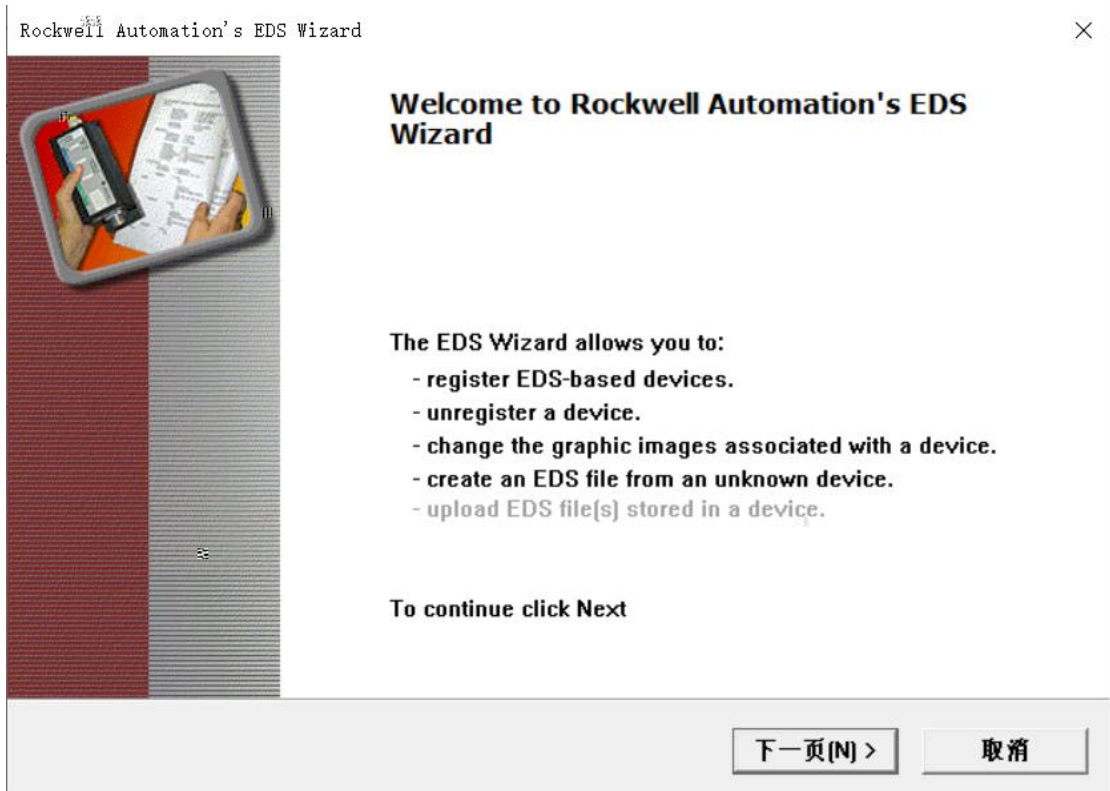 Rockwell Automation's EDS Wizard
Welcome to Rockwell Automation's EDS
Wizard
The EDS Wizard allows you to:
- register EDS-based devices.
- unregister a device.
- change the graphic images associated with a device.
- create an EDS file from an unknown device.
- upload EDS file(s) stored in a device.
To continue click Next
下一页(N) >
取消